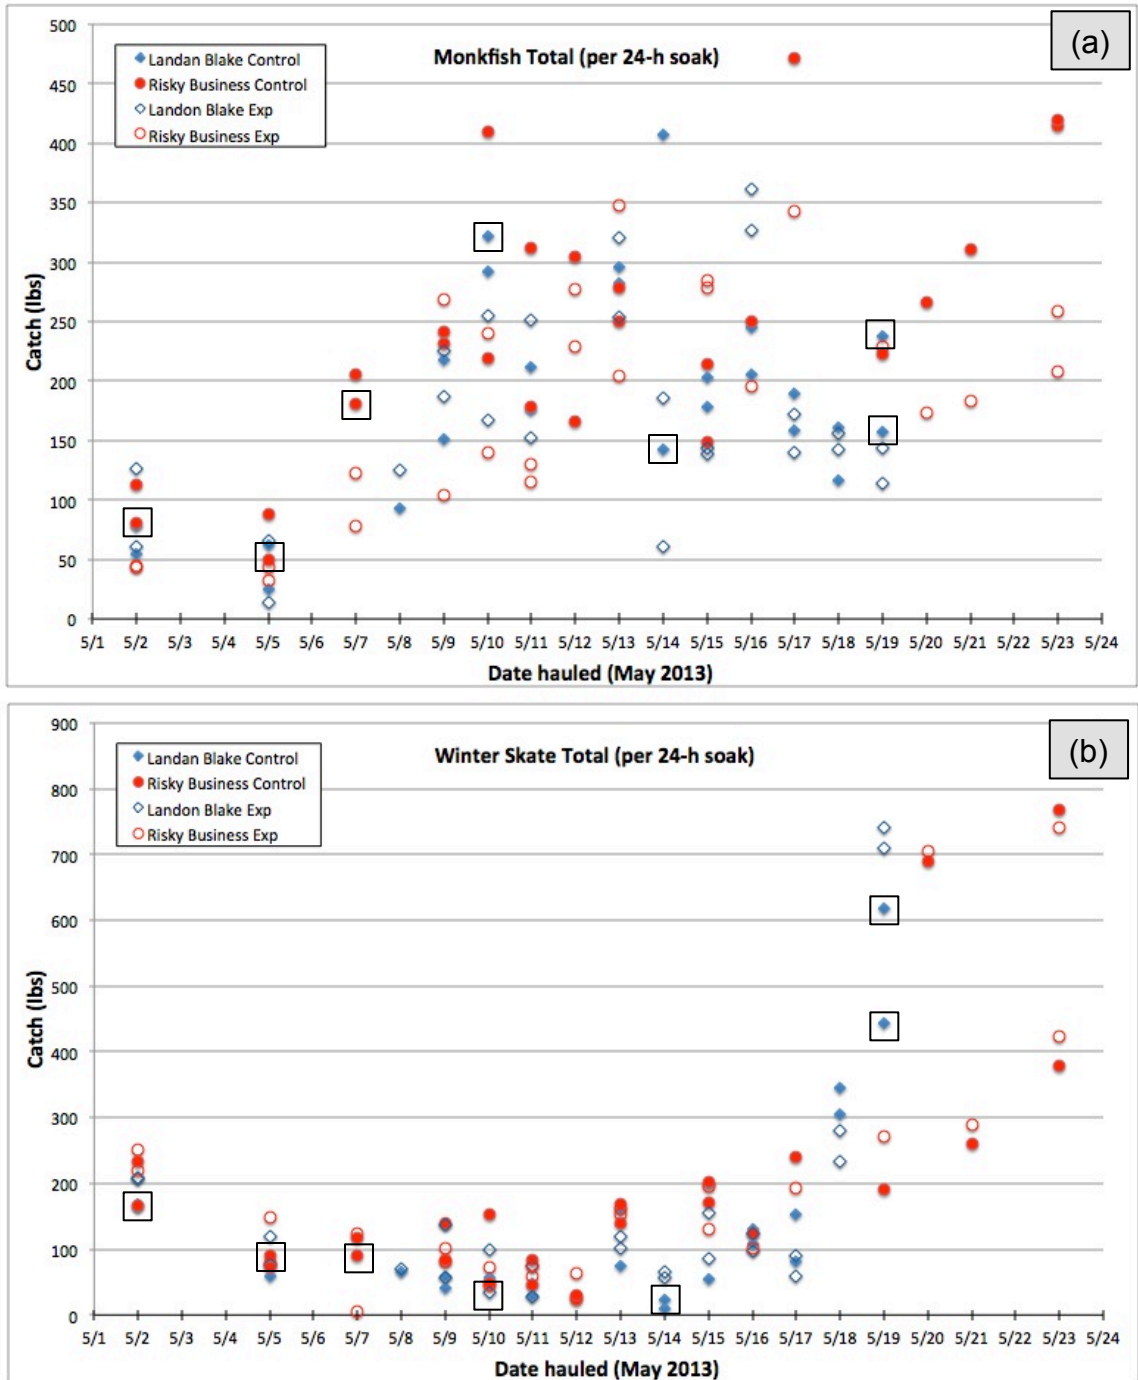 (a)
Monkfish Total (per 24-h soak)
Landan Blake Control
Risky Business Control
Landon Blake Exp
Risky Business Exp
500
450
400
350
300
250
200
150
100
50
0
Catch (lbs)
5/1 5/2 5/3 5/4 5/5 5/6 5/7 5/8 5/9 5/10 5/11 5/12 5/13 5/14 5/15 5/16 5/17 5/18 5/19 5/20 5/21 5/22 5/23 5/24
Date hauled (May 2013)
(b)
Winter Skate Total (per 24-h soak)
Landan Blake Control
Risky Business Control
Landon Blake Exp
Risky Business Exp
900
800
700
600
500
400
300
200
100
0
Catch (lbs)
5/1 5/2 5/3 5/4 5/5 5/6 5/7 5/8 5/9 5/10 5/11 5/12 5/13 5/14 5/15 5/16 5/17 5/18 5/19 5/20 5/21 5/22 5/23 5/24
Date hauled (May 2013)